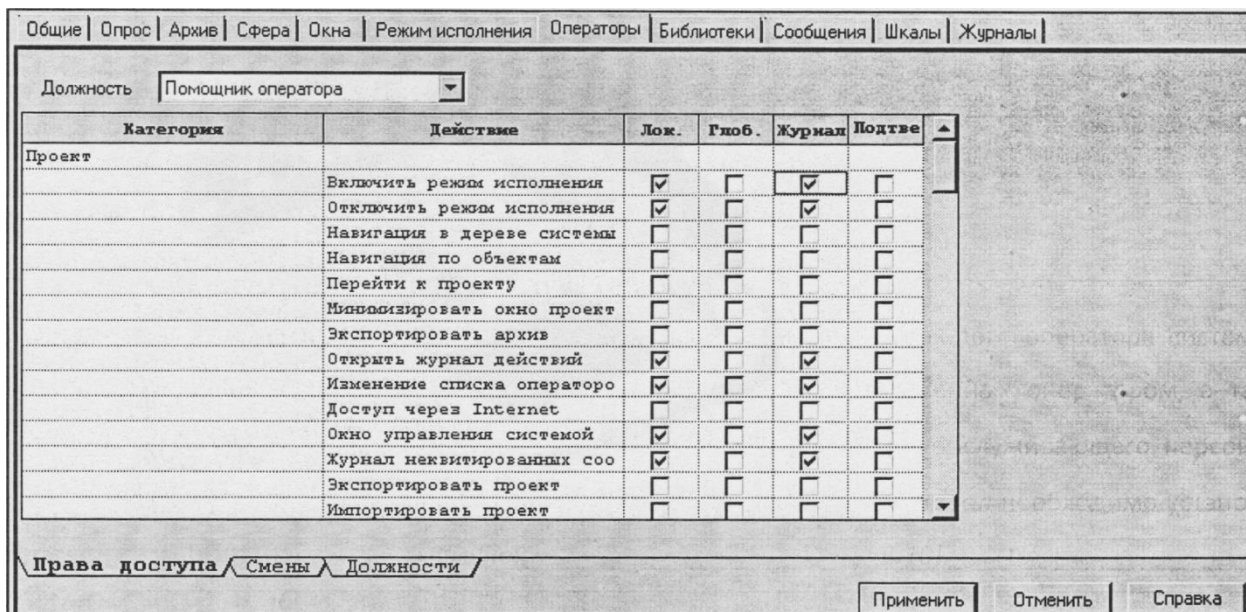 Общие Опрос Архив Сфера Окна Режим исполнения Операторы Библиотеки Сообщения Шкалы Журналы
Должность Помощник оператора
Категория Действие Лок. Глоб. Журнал Подтве
Проект
Включить режим исполнения
Отключить режим исполнения
Навигация в дереве системы
Навигация по объектам
Перейти к проекту
Минимизировать окно проект
Экспортировать архив
Открыть журнал действий
Изменение списка операторо
Доступ через Internet
Окно управления системой
Журнал неквитированных соо
Экспортировать проект
Импортировать проект
Права доступа Смены Должности
Применить Отменить Справка